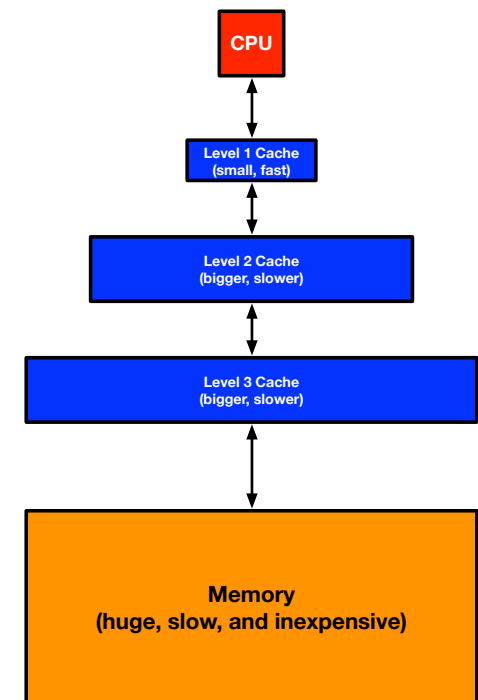 CPU
Level 1 Cache
(small, fast)
Level 2 Cache
(bigger, slower)
Level 3 Cache
(bigger, slower)
Memory
(huge, slow, and inexpensive)